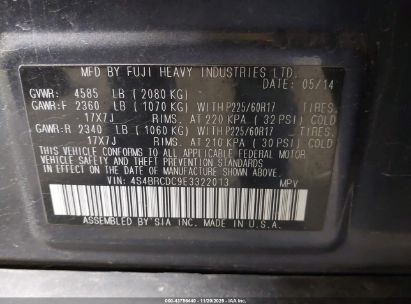 MFD BY FUJI HEAVY INDUSTRIES LTD.
DATE: 05/14
GVWR: 4585 LB (2080 KG)
GAWR:F 2360 LB (1070 KG) WITH P225/60R17 TIRES.
17X7J RIMS. AT 220 KPA (32 PSI) COLD
GAWR:R 2340 LB (1060 KG) WITH P225/60R17 TIRES.
17X7J RIMS. AT 210 KPA (30 PSI) COLD
THIS VEHICLE CONFORMS TO ALL APPLICABLE FEDERAL MOTOR
VEHICLE SAFETY AND THEFT PREVENTION STANDARDS IN
EFFECT ON THE DATE OF MANUFACTURE SHOWN ABOVE.
VIN: 4S4BRCDC9E3322013 MPV
ASSEMBLED BY SIA INC. MADE IN U.S.A.